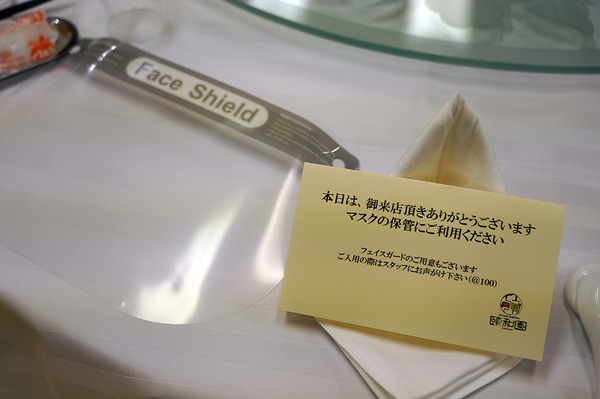 Face Shield
本日は、御来店頂きありがとうございます
マスクの保管にご利用ください
フェイスガードのご用意もございます
ご入用の際はスタッフにお声がけ下さい(@100)
頤和園